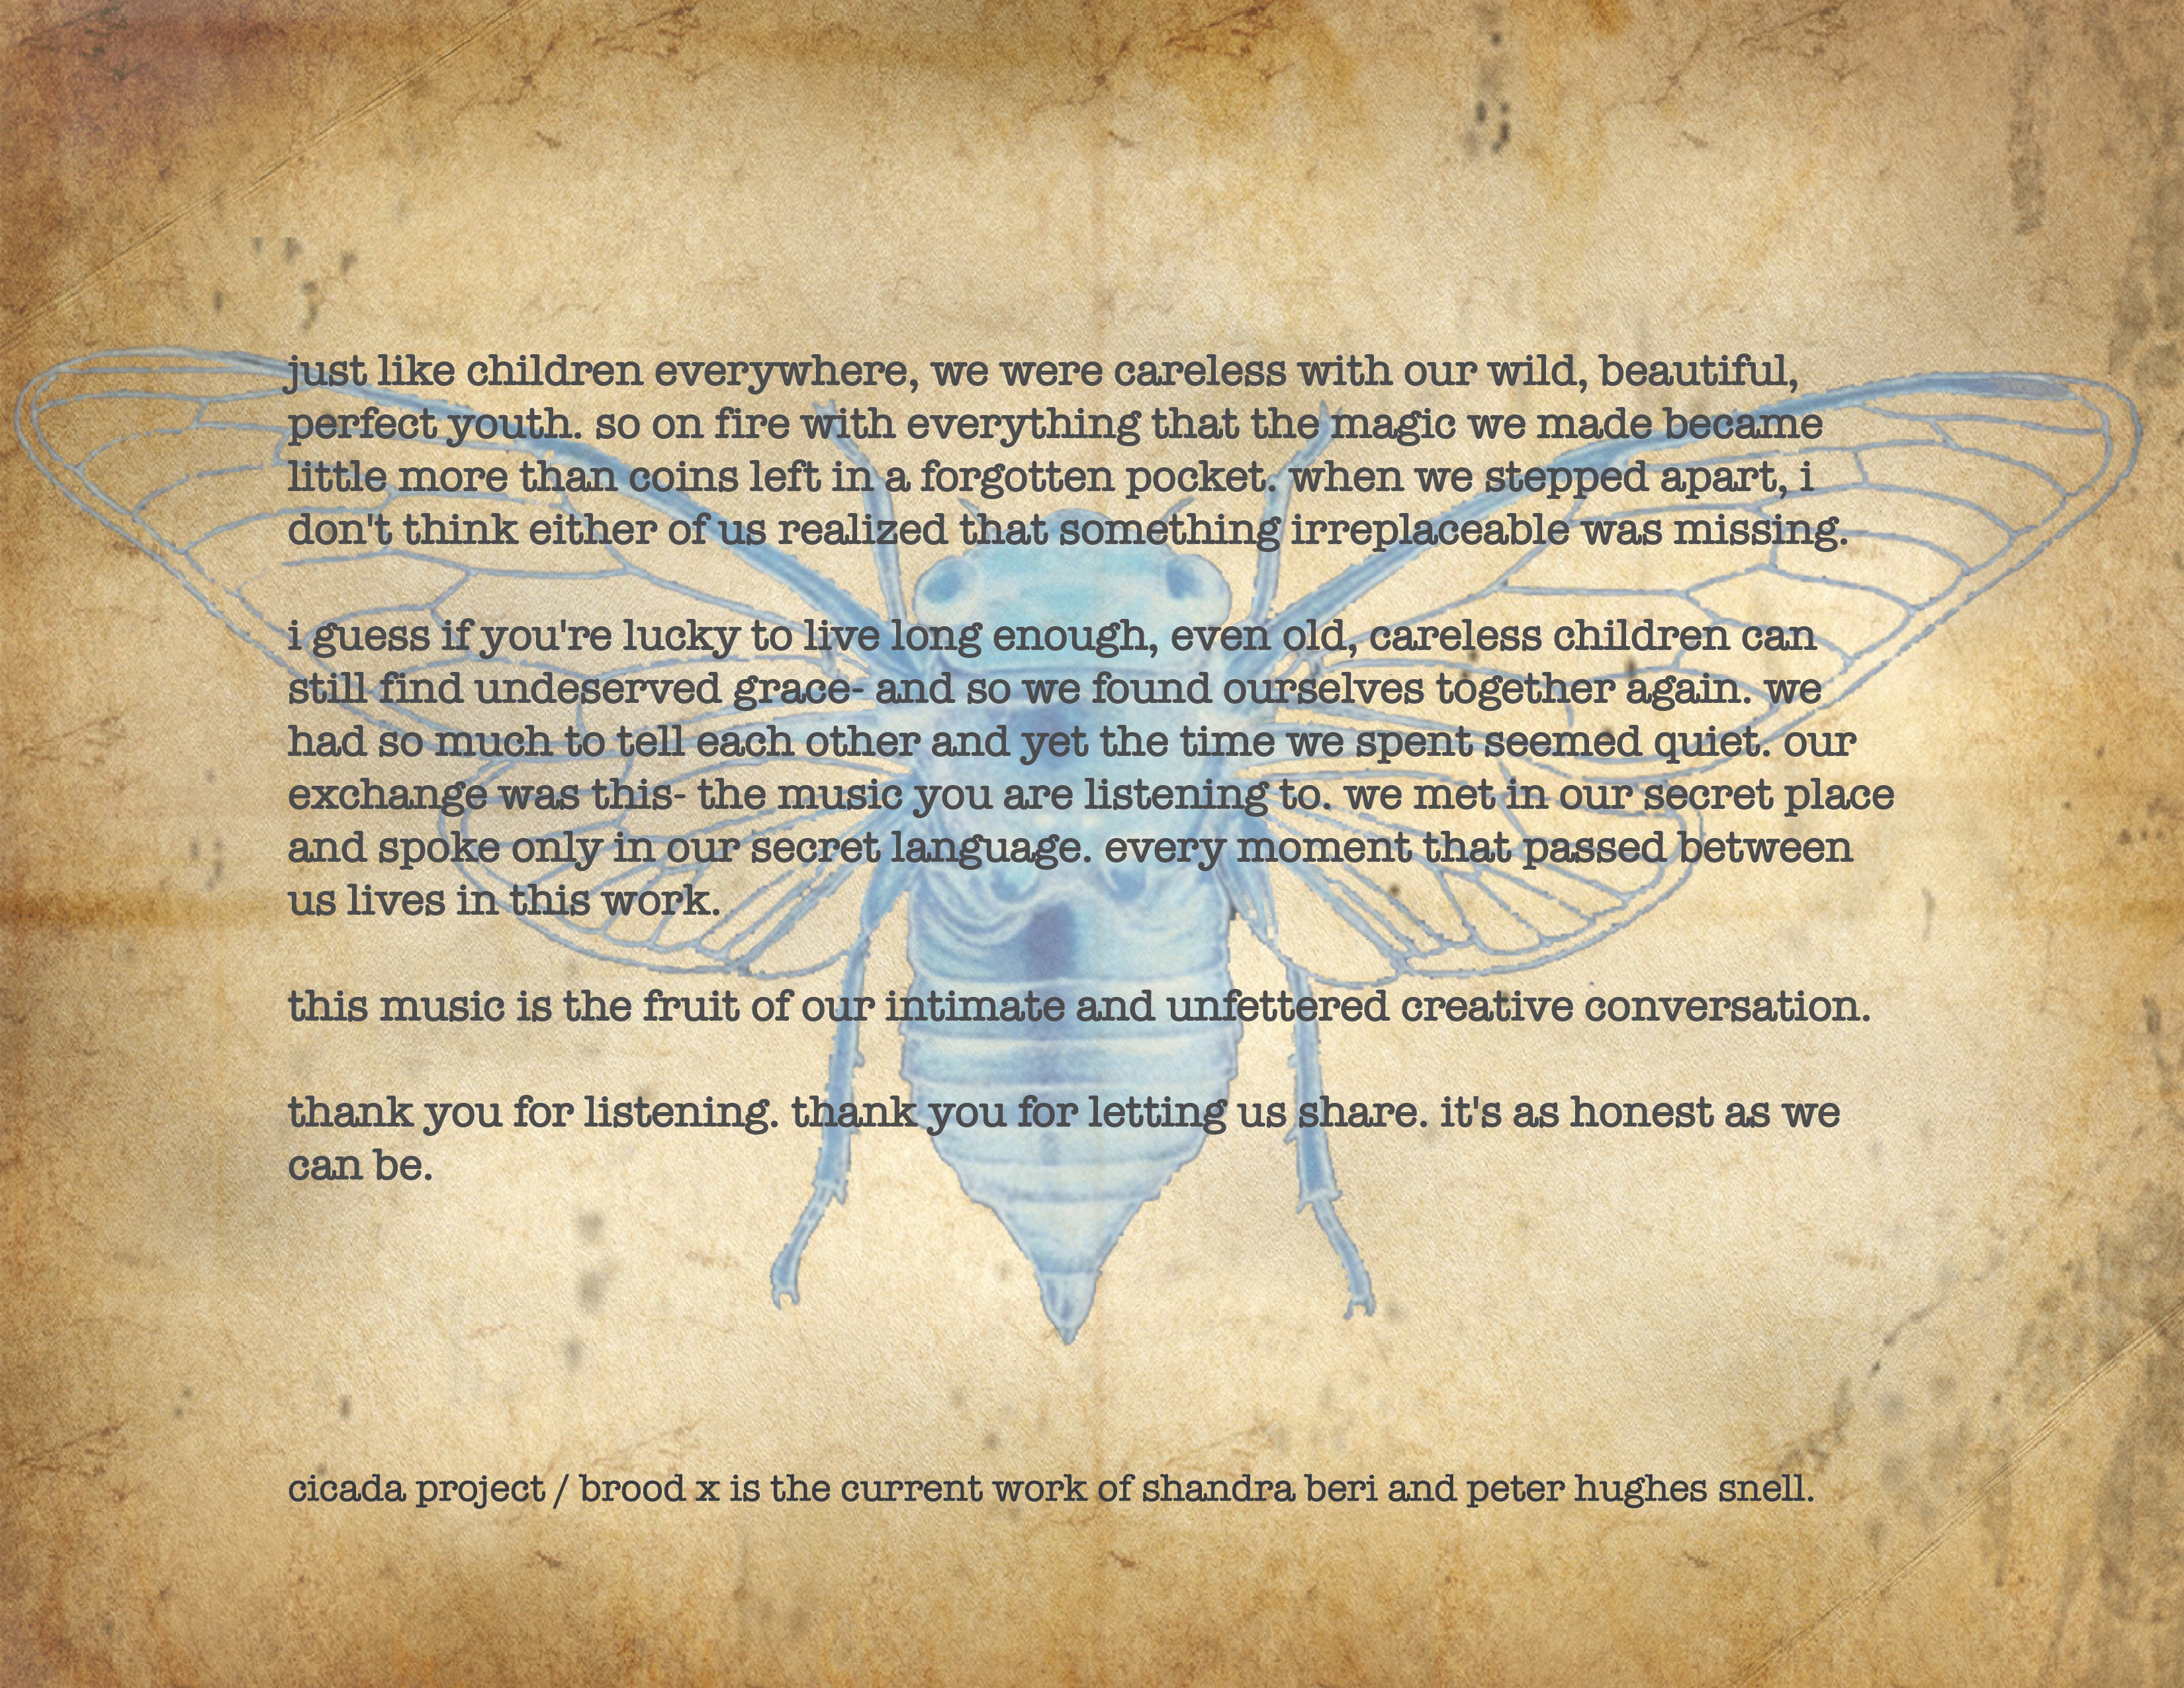 just like children everywhere, we were careless with our wild, beautiful,
perfect youth. so on fire with everything that the magic we made became
little more than coins left in a forgotten pocket. when we stepped apart, i
don't think either of us realized that something irreplaceable was missing.
i guess if you're lucky to live long enough, even old, careless children can
still find undeserved grace- and so we found ourselves together again. we
had so much to tell each other and yet the time we spent seemed quiet. our
exchange was this- the music you are listening to. we met in our secret place
and spoke only in our secret language. every moment that passed between
us lives in this work.
this music is the fruit of our intimate and unfettered creative conversation.
thank you for listening. thank you for letting us share. it's as honest as we
can be.
cicada project / brood x is the current work of shandra beri and peter hughes snell.